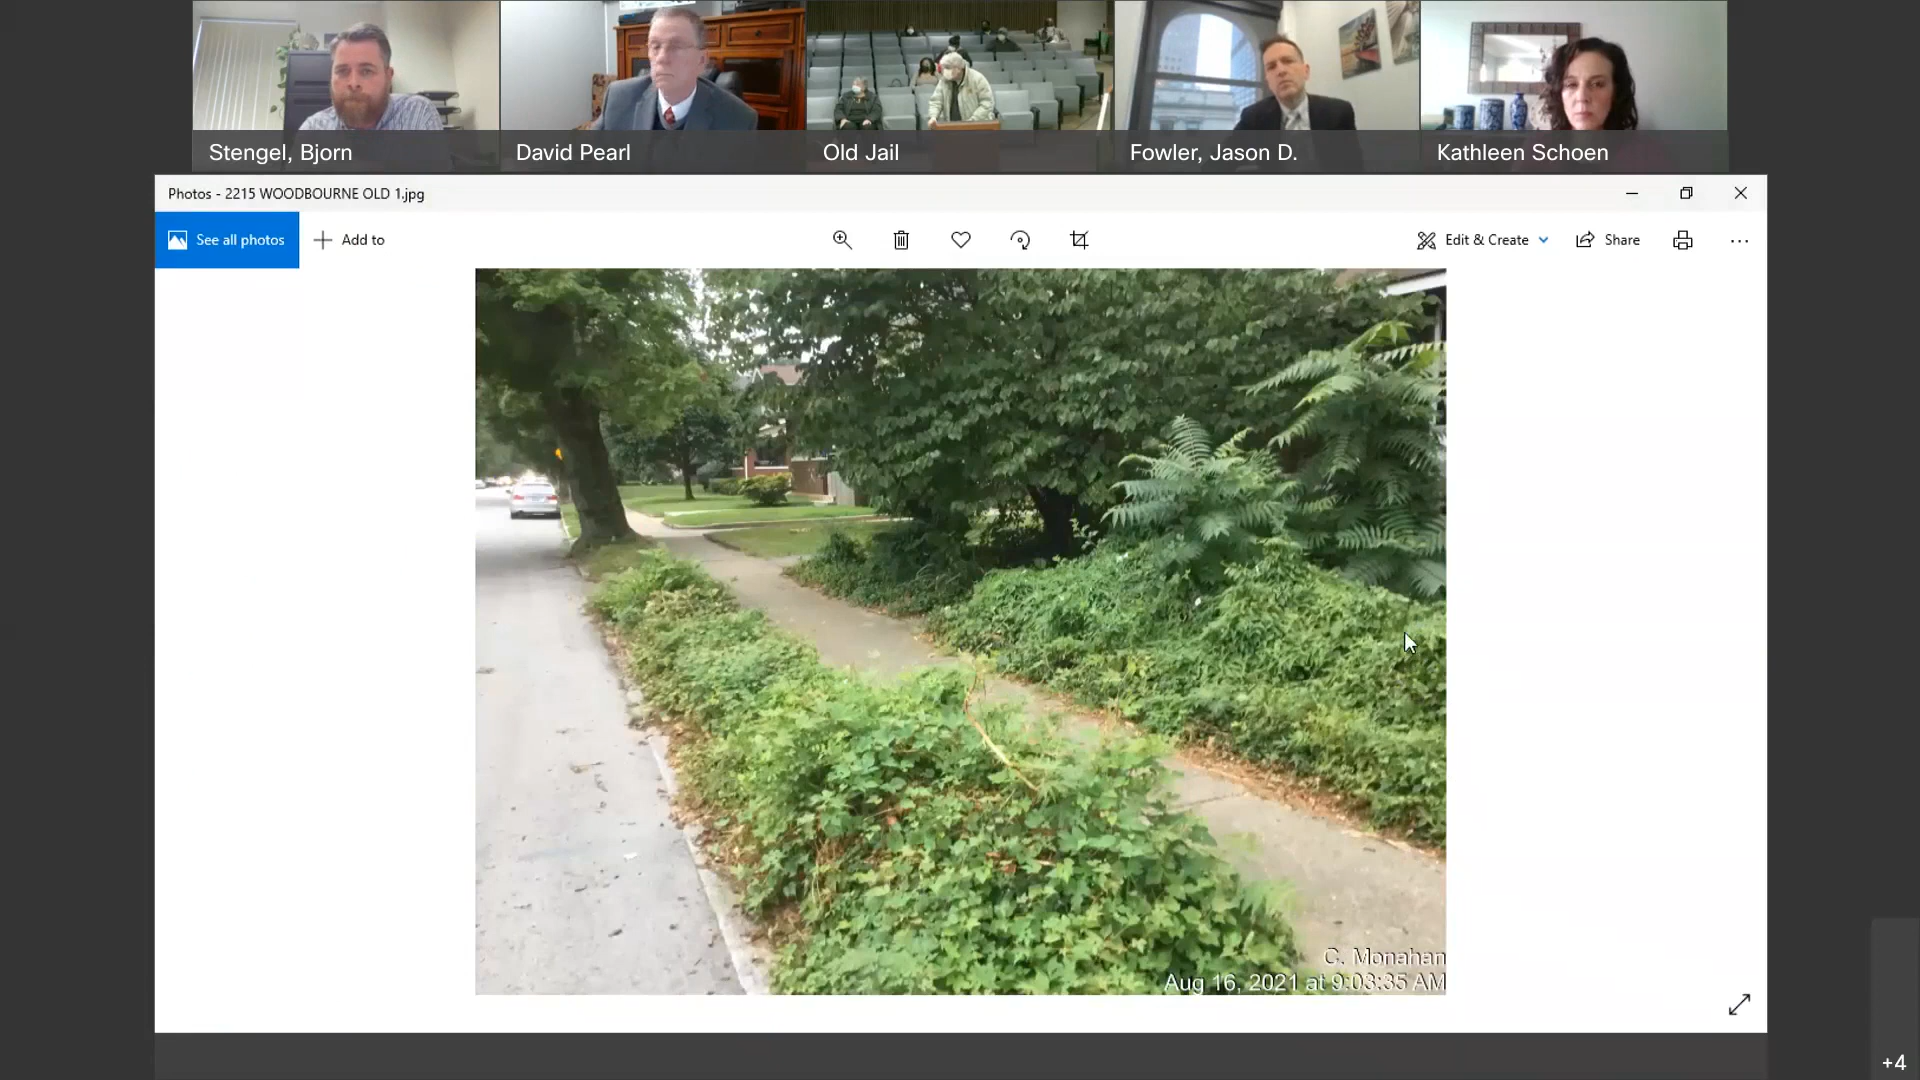 Stengel, Bjorn
David Pearl
Old Jail
Fowler, Jason D.
Kathleen Schoen
Photos - 2215 WOODBOURNE OLD 1.jpg
See all photos
Add to
Edit & Create
Share
C. Monahan
Aug 16, 2021 at 9:03:35 AM
+4